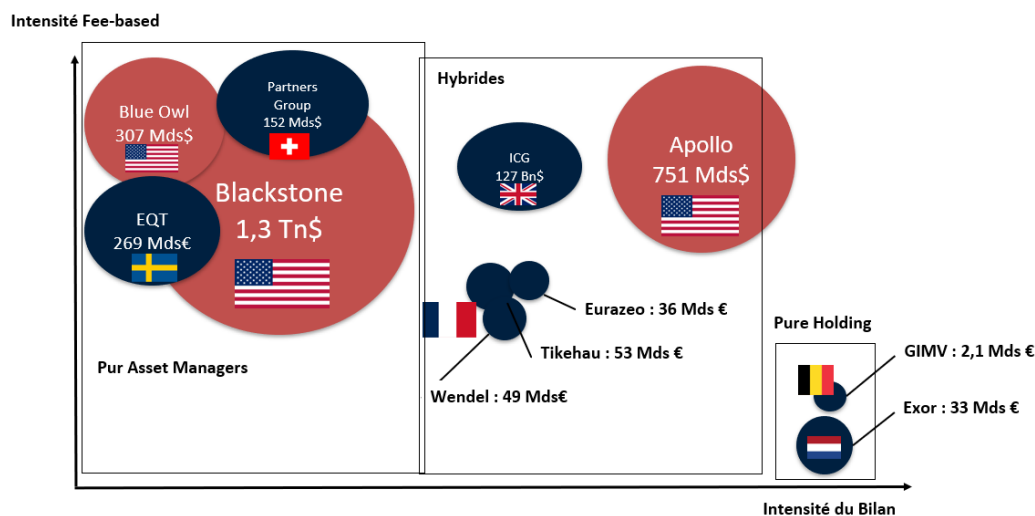 Intensité Fee-based
Blue Owl
307 Mds$
Partners
Group
152 Mds$
Blackstone
1,3 Tn$
EQT
269 Mds€
Pur Asset Managers
Hybrides
ICG
127 Bn$
Apollo
751 Mds$
Eurazeo : 36 Mds €
Tikehau : 53 Mds €
Wendel : 49 Mds€
Pure Holding
GIMV : 2,1 Mds €
Exor : 33 Mds €
Intensité du Bilan